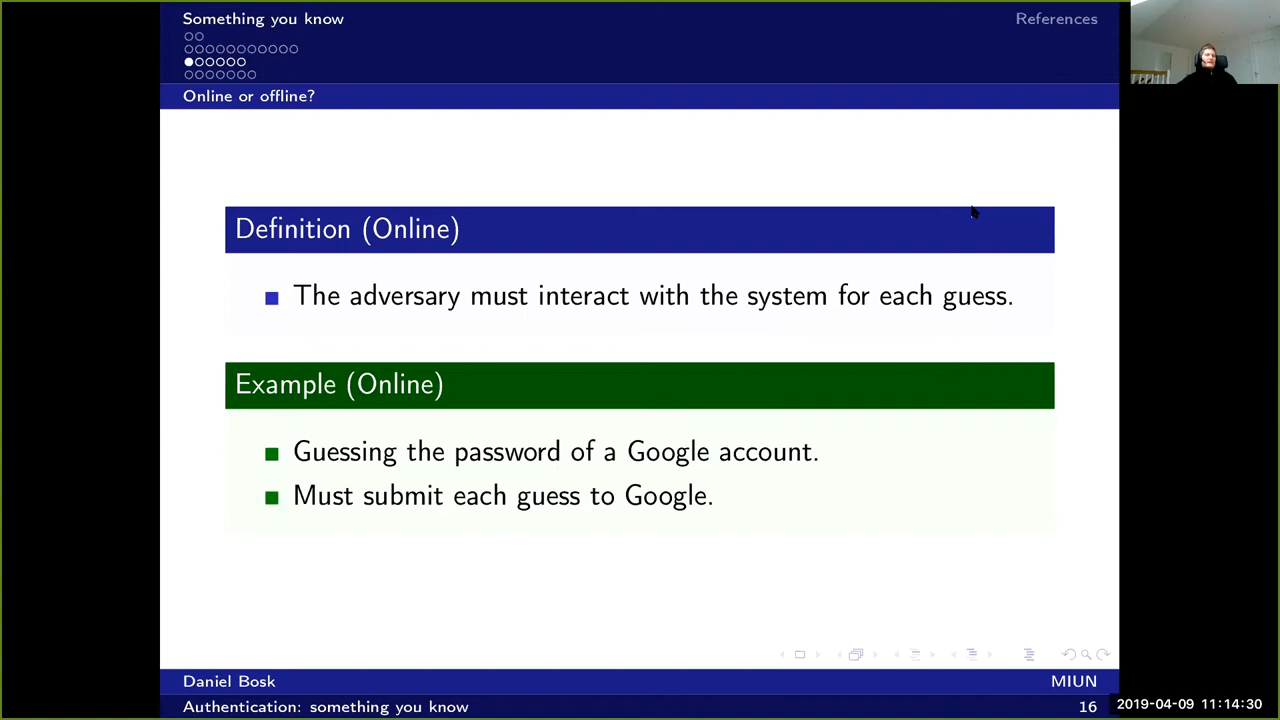 Something you know
References
Online or offline?
Definition (Online)
The adversary must interact with the system for each guess.
Example (Online)
Guessing the password of a Google account.
Must submit each guess to Google.
Daniel Bosk
MIUN
Authentication: something you know
16
2019-04-09 11:14:30